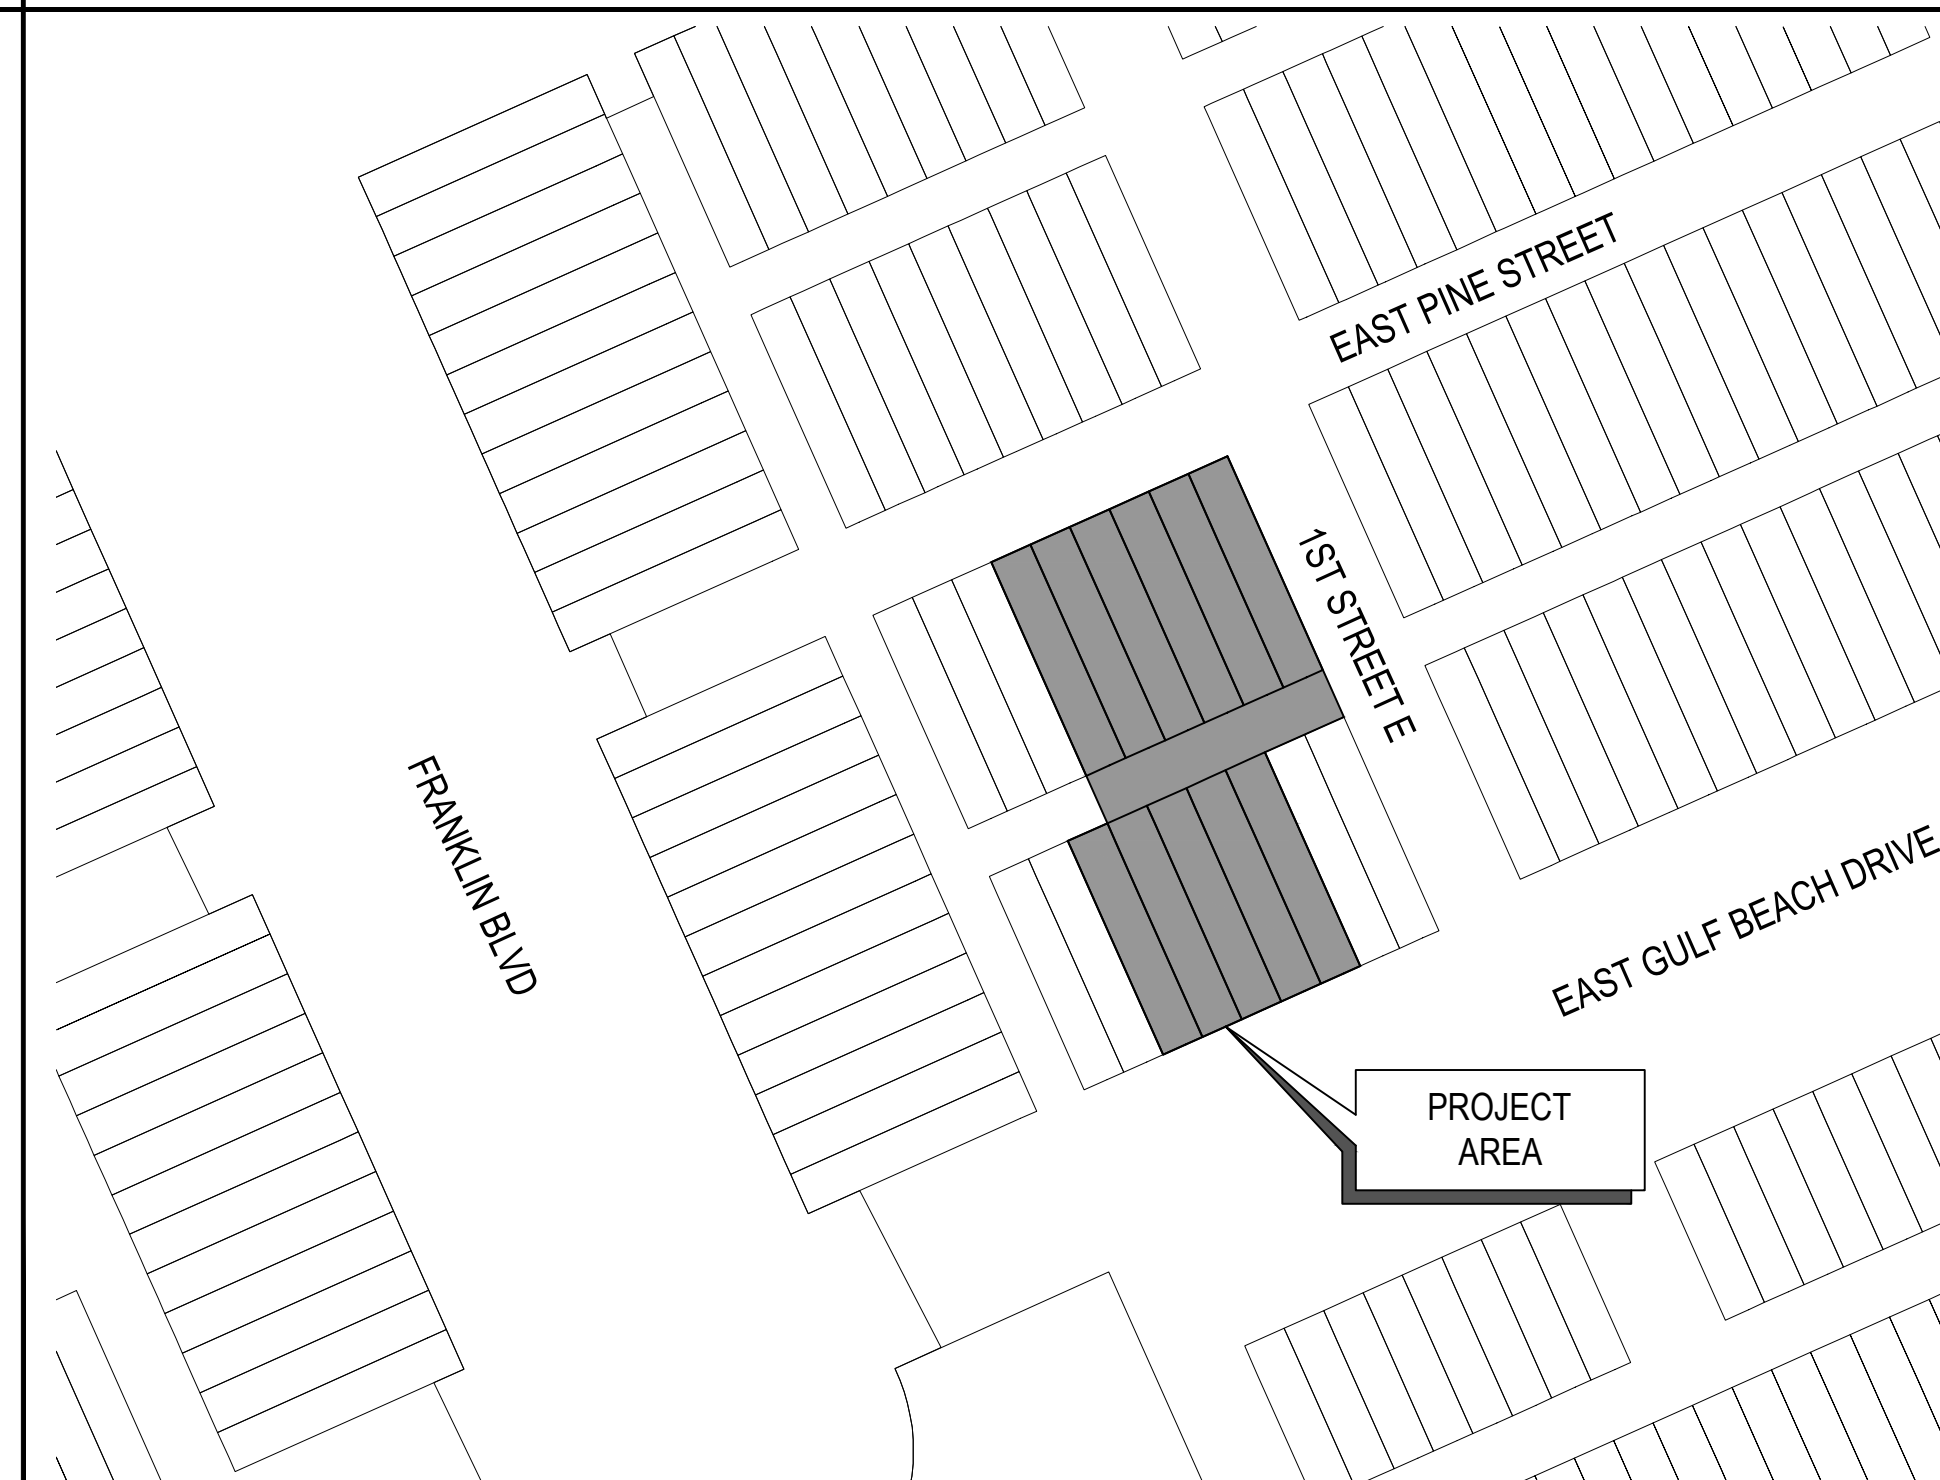 EAST PINE STREET
1ST STREET E
FRANKLIN BLVD
EAST GULF BEACH DRIVE
PROJECT
AREA